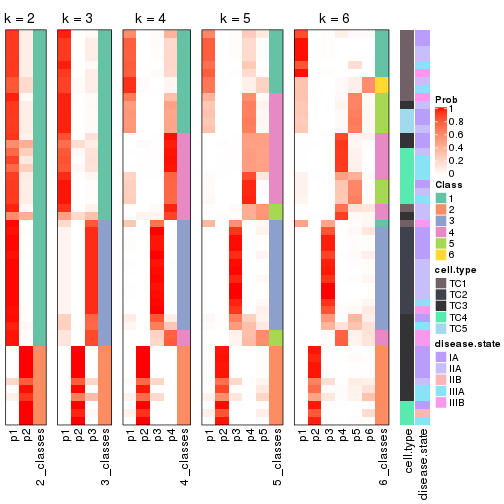 k = 2
k = 3
k = 4
k = 5
k = 6
Prob
1
0.8
0.6
0.4
0.2
0
Class
1
2
3
4
5
6
cell.type
TC1
TC2
TC3
TC4
TC5
disease.state
IA
IIA
IIB
IIIA
IIIB
p1
p2
2_classes
p1
p2
p3
3_classes
p1
p2
p3
p4
4_classes
p1
p2
p3
p4
p5
5_classes
p1
p2
p3
p4
p5
p6
6_classes
cell.type
disease.state